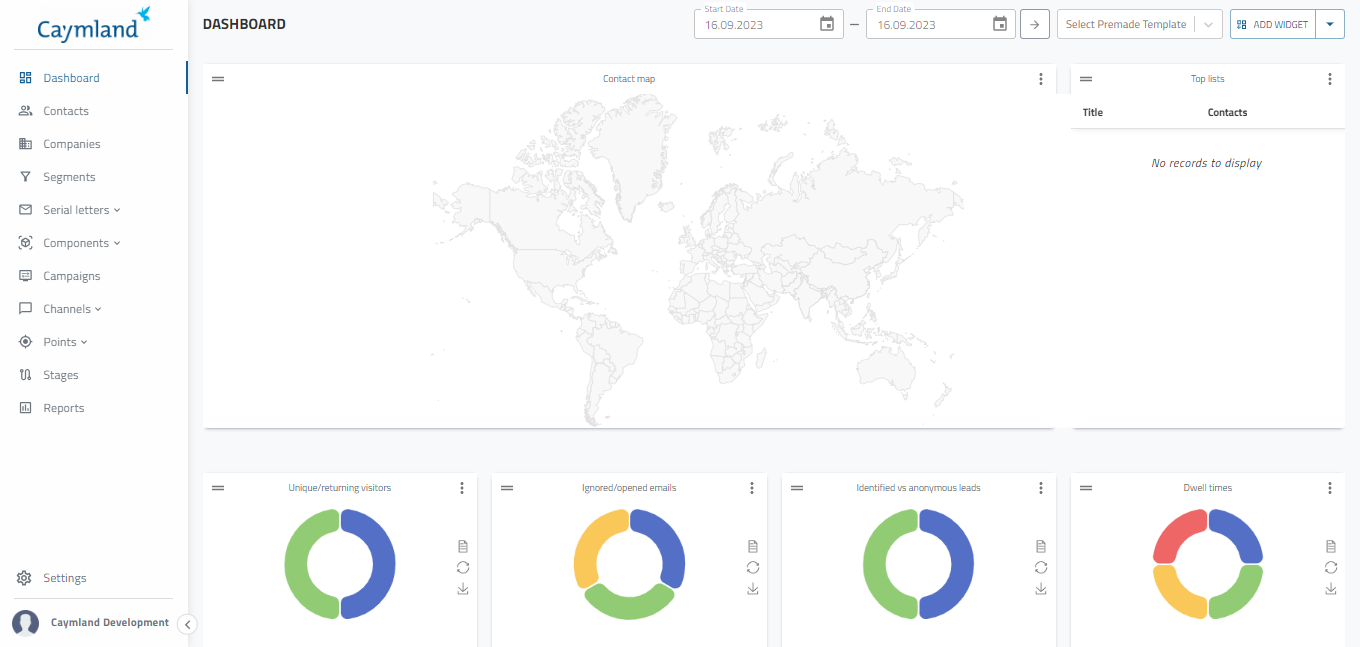 Caymland
Dashboard
Contacts
Companies
Segments
Serial letters
Components
Campaigns
Channels
Points
Stages
Reports
Settings
Caymland Development
DASHBOARD
Start Date
16.09.2023
End Date
16.09.2023
Select Premade Template
ADD WIDGET
Contact map
Top lists
Title Contacts
No records to display
Unique/returning visitors
Ignored/opened emails
Identified vs anonymous leads
Dwell times